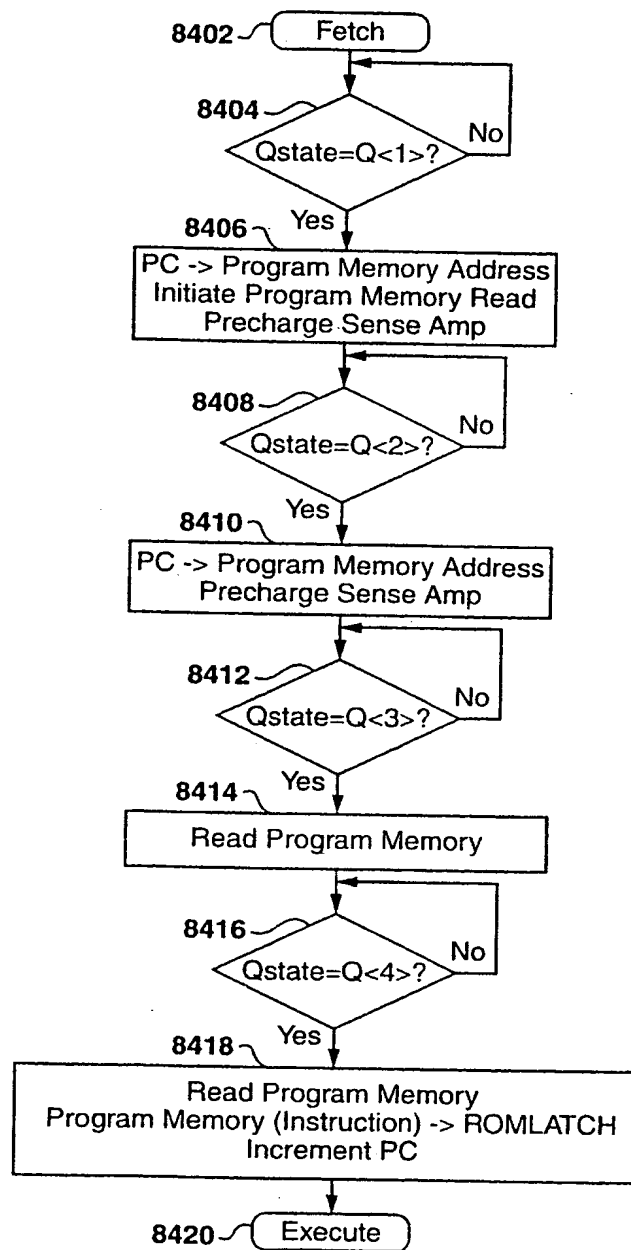 8402 Fetch
8404
Qstate=Q<1>?
No
Yes
8406
PC -> Program Memory Address
Initiate Program Memory Read
Precharge Sense Amp
8408
Qstate=Q<2>?
No
Yes
8410
PC -> Program Memory Address
Precharge Sense Amp
8412
Qstate=Q<3>?
No
Yes
8414
Read Program Memory
8416
Qstate=Q<4>?
No
Yes
8418
Read Program Memory
Program Memory (Instruction) -> ROMLATCH
Increment PC
8420 Execute